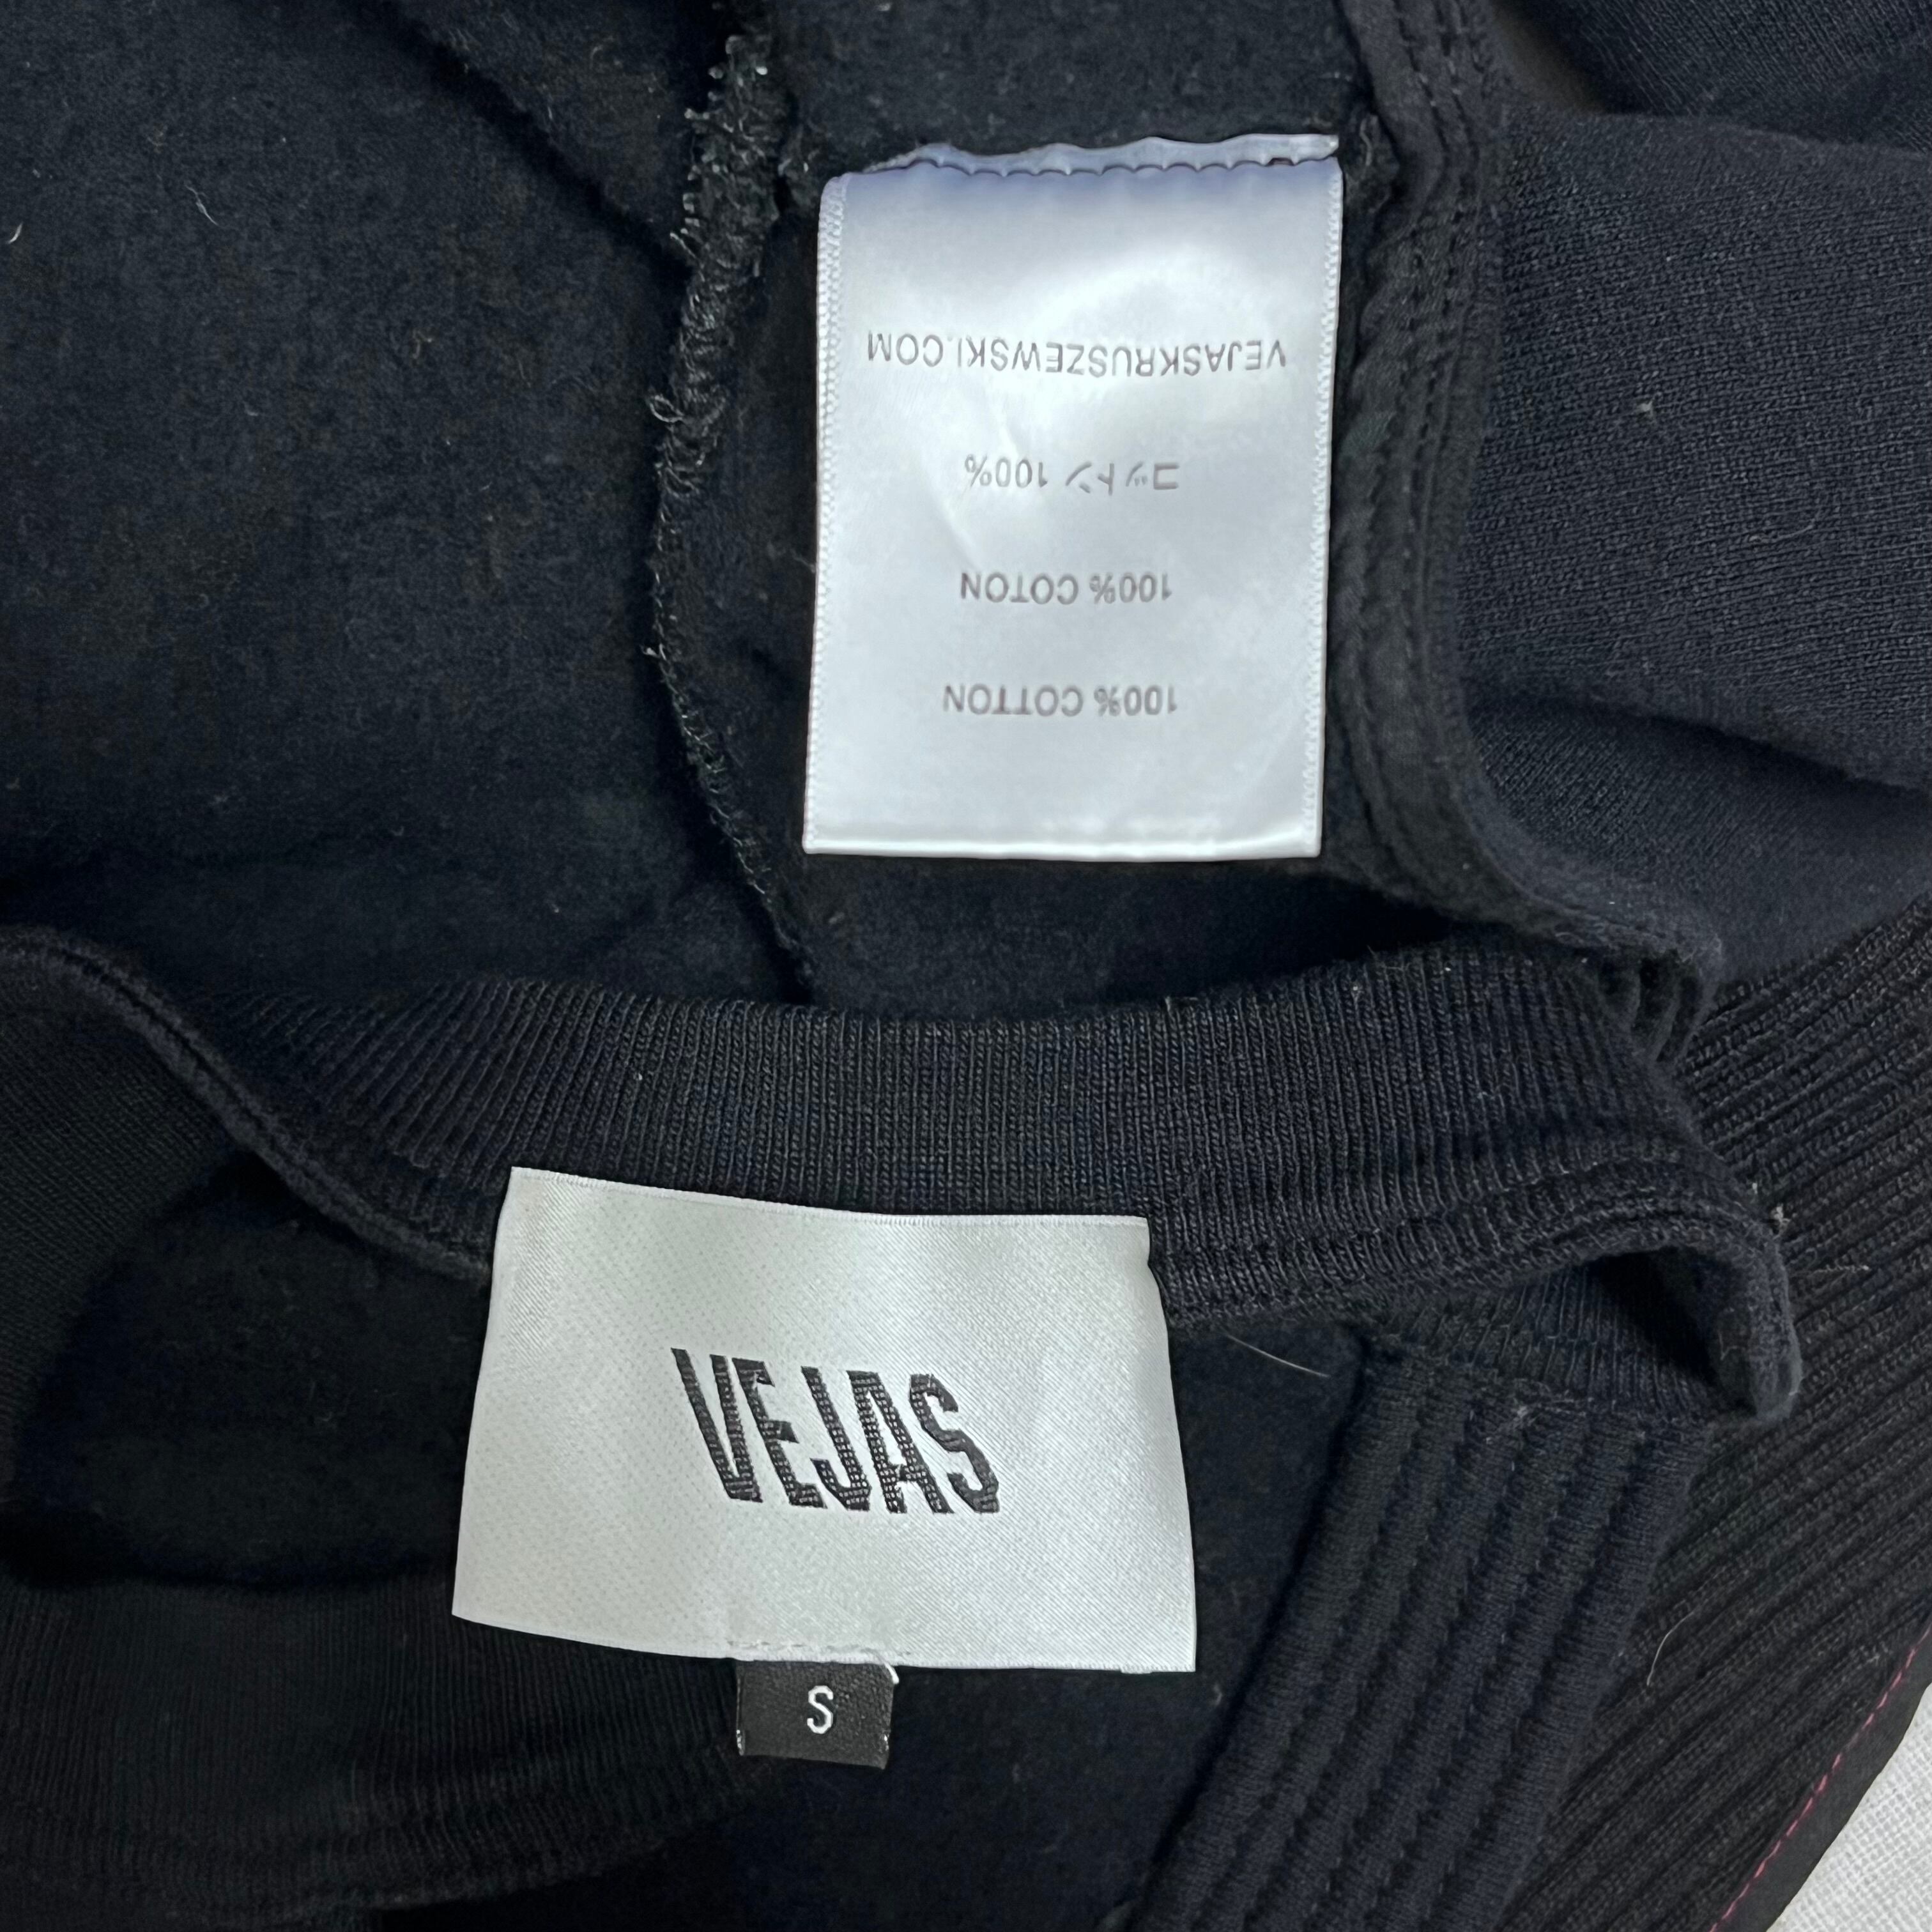 VEJASKRUSZEWSKI.COM
コットン 100%
100% COTON
100% COTTON
VEJAS
S